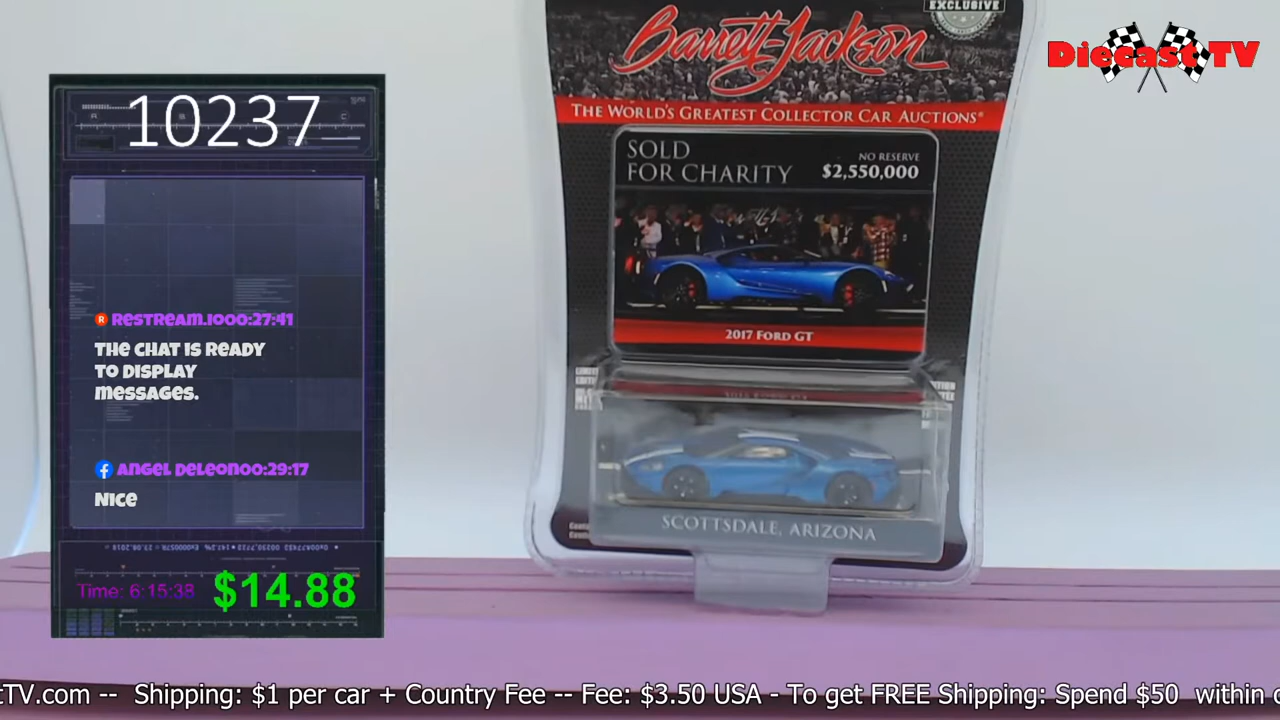 EXCLUSIVE
Barrett-Jackson
THE WORLD'S GREATEST COLLECTOR CAR AUCTIONS®
Diecast TV
10237
SOLD
FOR CHARITY
NO RESERVE
$2,550,000
2017 FORD GT
RESTREAM.IO00:27:41
THE CHAT IS READY
TO DISPLAY
MESSAGES.
ANGEL DELEON00:29:17
NICE
SCOTTSDALE, ARIZONA
Time: 6:15:38
$14.88
tTV.com -- Shipping: $1 per car + Country Fee -- Fee: $3.50 USA - To get FREE Shipping: Spend $50 within